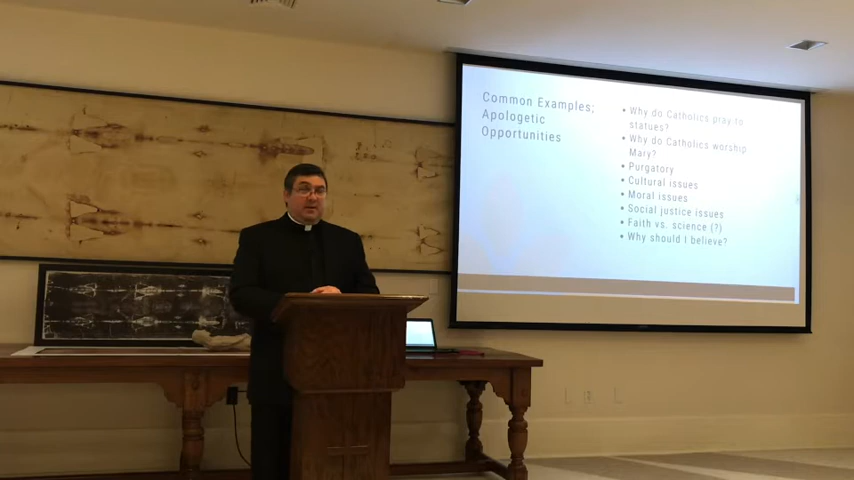 Common Examples;
Apologetic
Opportunities
• Why do Catholics pray to
statues?
• Why do Catholics worship
Mary?
• Purgatory
• Cultural issues
• Moral issues
• Social justice issues
• Faith vs. science (?)
• Why should I believe?